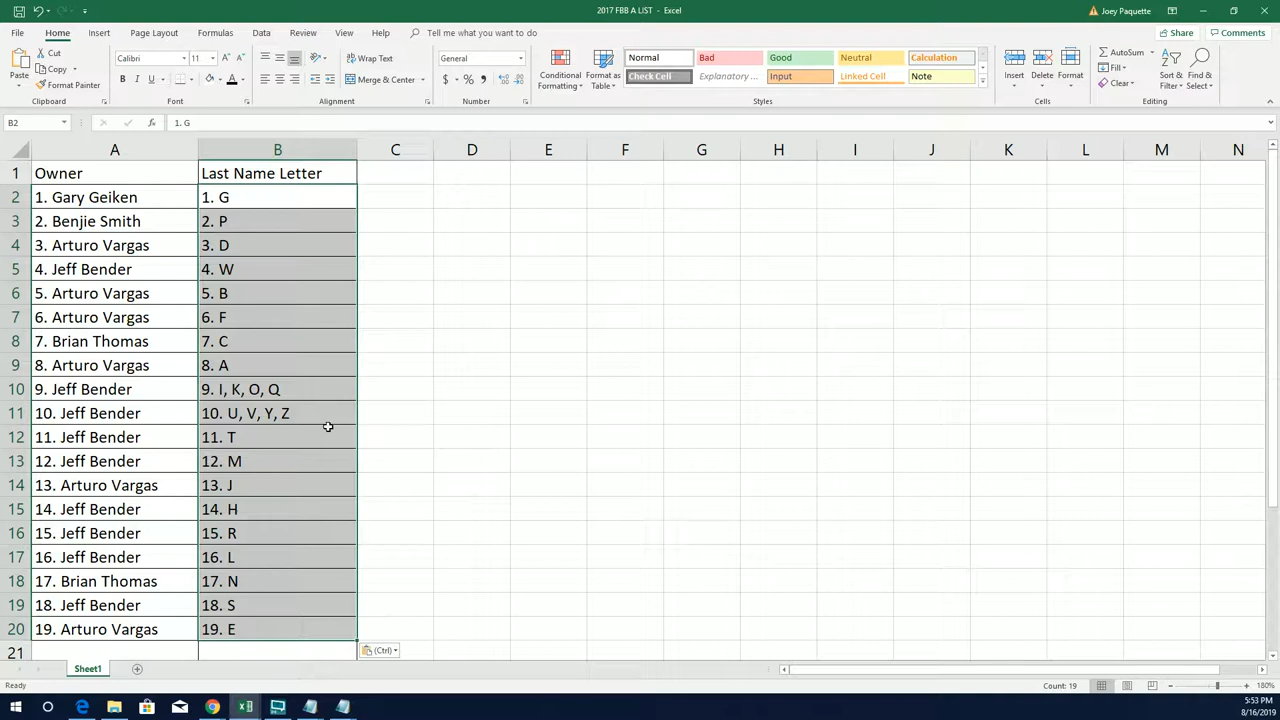 2017 FBB A LIST - Excel
Joey Paquette
File Home Insert Page Layout Formulas Data Review View Help Tell me what you want to do
Share Comments
Paste
Cut
Copy
Format Painter
Clipboard
Calibri 11
B I U A
Font
Wrap Text
Merge & Center
Alignment
General
$ % ,
Number
Conditional Formatting
Format as Table
Normal Bad Good Neutral Calculation
Check Cell Explanatory ... Input Linked Cell Note
Styles
Insert Delete Format
Cells
AutoSum
Fill
Clear
Sort & Filter
Find & Select
Editing
B2 fx 1. G
A B C D E F G H I J K L M N
1 Owner Last Name Letter
2 1. Gary Geiken 1. G
3 2. Benjie Smith 2. P
4 3. Arturo Vargas 3. D
5 4. Jeff Bender 4. W
6 5. Arturo Vargas 5. B
7 6. Arturo Vargas 6. F
8 7. Brian Thomas 7. C
9 8. Arturo Vargas 8. A
10 9. Jeff Bender 9. I, K, O, Q
11 10. Jeff Bender 10. U, V, Y, Z
12 11. Jeff Bender 11. T
13 12. Jeff Bender 12. M
14 13. Arturo Vargas 13. J
15 14. Jeff Bender 14. H
16 15. Jeff Bender 15. R
17 16. Jeff Bender 16. L
18 17. Brian Thomas 17. N
19 18. Jeff Bender 18. S
20 19. Arturo Vargas 19. E
21
(Ctrl)
Sheet1
Ready
Count: 19
180%
5:53 PM
8/16/2019